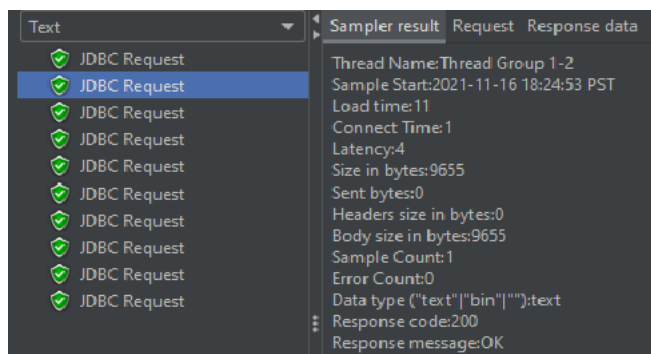 Text
JDBC Request
JDBC Request
JDBC Request
JDBC Request
JDBC Request
JDBC Request
JDBC Request
JDBC Request
JDBC Request
JDBC Request
Sampler result Request Response data
Thread Name:Thread Group 1-2
Sample Start:2021-11-16 18:24:53 PST
Load time:11
Connect Time:1
Latency:4
Size in bytes:9655
Sent bytes:0
Headers size in bytes:0
Body size in bytes:9655
Sample Count:1
Error Count:0
Data type ("text"|"bin"|""):text
Response code:200
Response message:OK